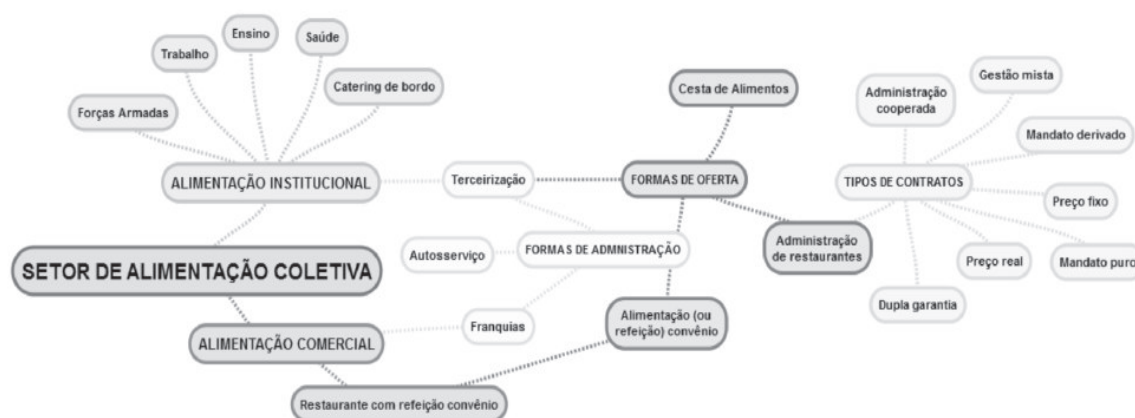 Ensino
Saúde
Trabalho
Catering de bordo
Forças Armadas
ALIMENTAÇÃO INSTITUCIONAL
SETOR DE ALIMENTAÇÃO COLETIVA
ALIMENTAÇÃO COMERCIAL
Restaurante com refeição convênio
Terceirização
Autosserviço
FORMAS DE ADMNISTRAÇÃO
Franquias
Cesta de Alimentos
FORMAS DE OFERTA
Administração
de restaurantes
Alimentação (ou
refeição) convênio
Administração
cooperada
Gestão mista
Mandato derivado
TIPOS DE CONTRATOS
Preço fixo
Preço real
Mandato puro
Dupla garantia